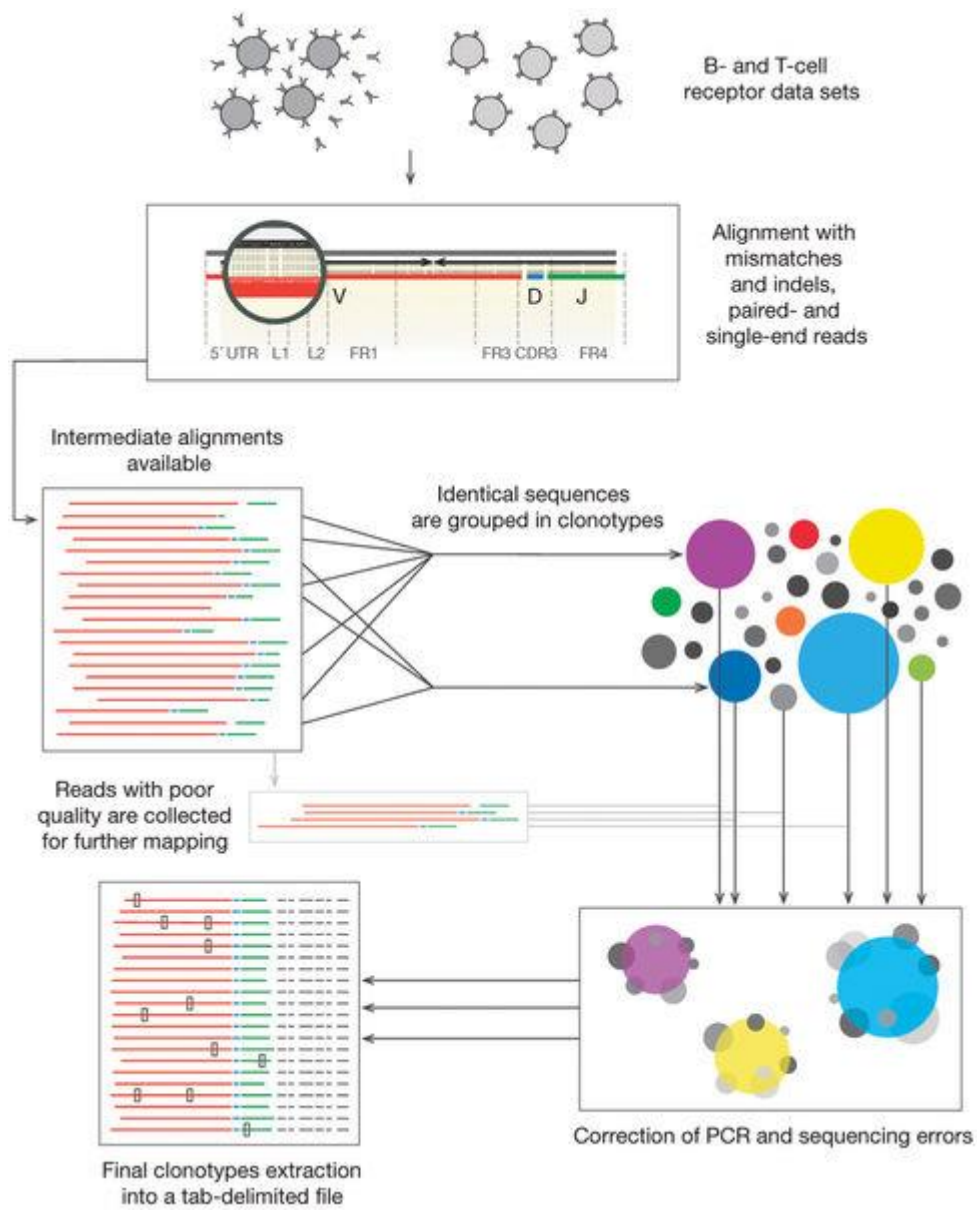 B- and T-cell
receptor data sets
Alignment with
mismatches
and indels,
paired- and
single-end reads
V D J
5´ UTR L1 L2 FR1 FR3 CDR3 FR4
Intermediate alignments
available
Identical sequences
are grouped in clonotypes
Reads with poor
quality are collected
for further mapping
Correction of PCR and sequencing errors
Final clonotypes extraction
into a tab-delimited file